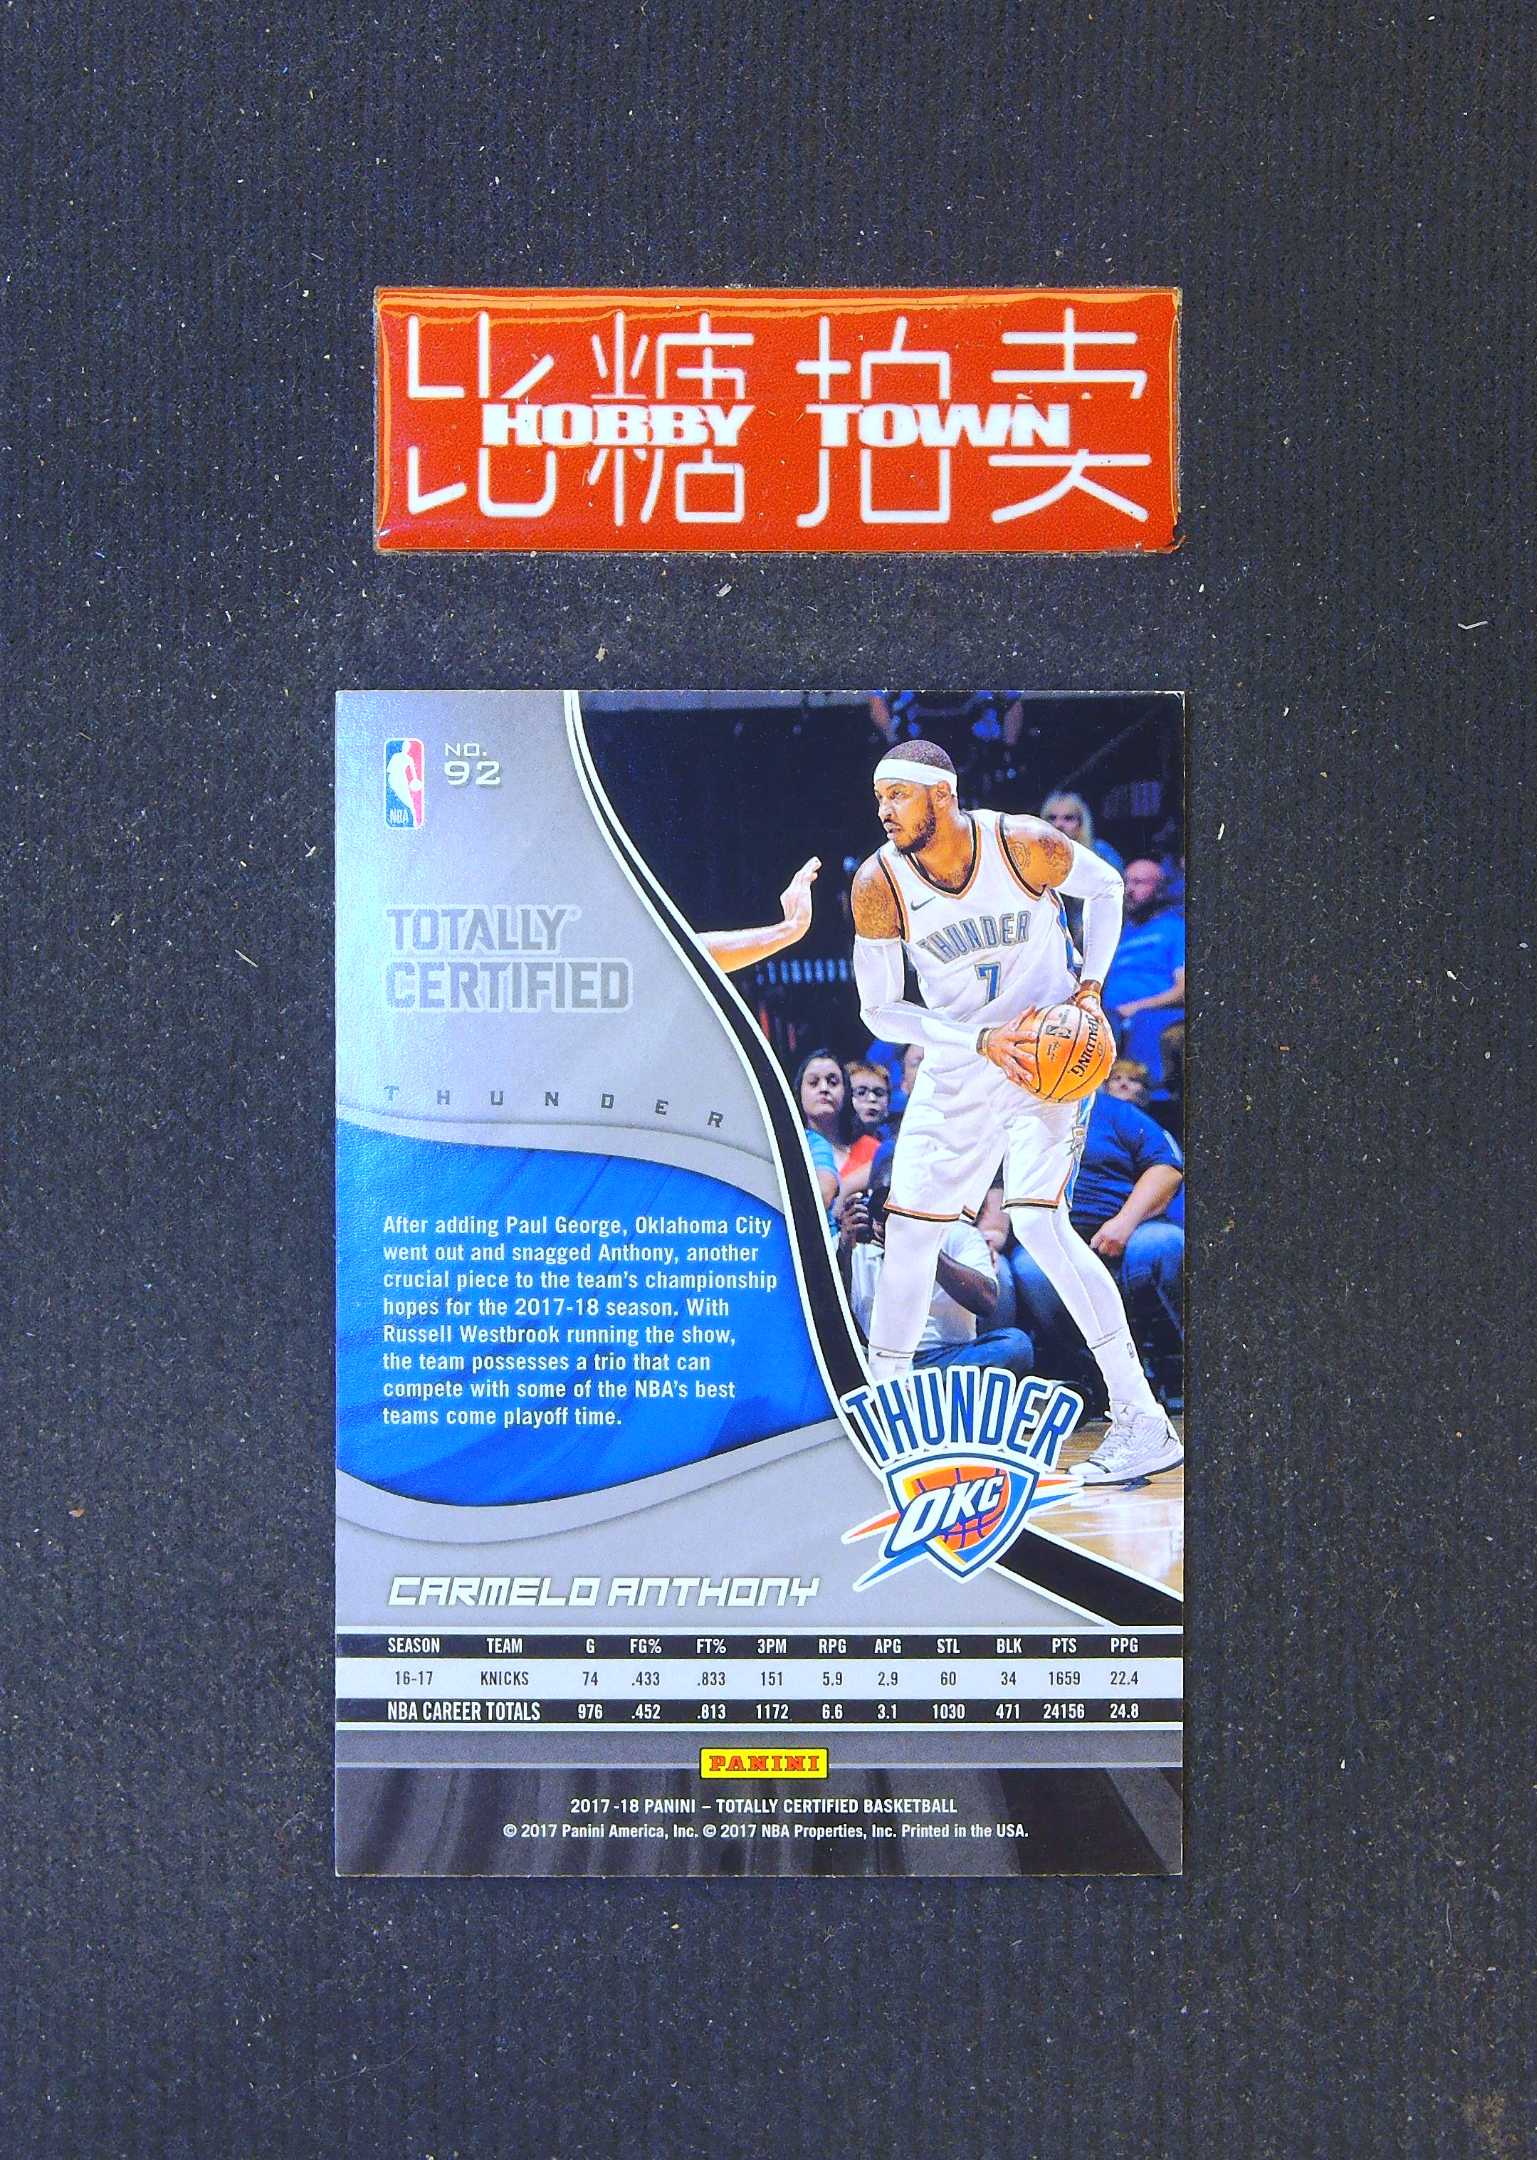 比糖拍卖
HOBBY TOWN
NBA
NO.
92
TOTALLY
CERTIFIED
THUNDER
THUNDER
7
SPALDING
After adding Paul George, Oklahoma City
went out and snagged Anthony, another
crucial piece to the team's championship
hopes for the 2017-18 season. With
Russell Westbrook running the show,
the team possesses a trio that can
compete with some of the NBA's best
teams come playoff time.
THUNDER
OKC
CARMELO ANTHONY
SEASON TEAM G FG% FT% 3PM RPG APG STL BLK PTS PPG
16-17 KNICKS 74 .433 .833 151 5.9 2.9 60 34 1659 22.4
NBA CAREER TOTALS 976 .452 .813 1172 6.6 3.1 1030 471 24156 24.8
PANINI
2017-18 PANINI – TOTALLY CERTIFIED BASKETBALL
© 2017 Panini America, Inc. © 2017 NBA Properties, Inc. Printed in the USA.